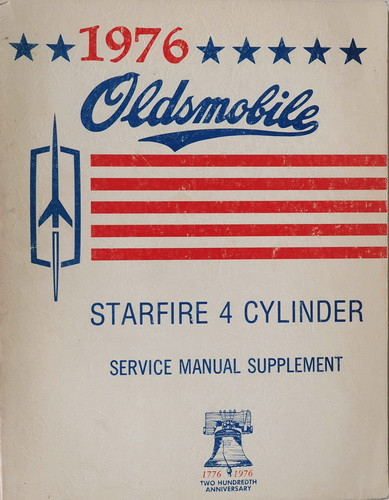 1976
Oldsmobile
STARFIRE 4 CYLINDER
SERVICE MANUAL SUPPLEMENT
1776 1976
TWO HUNDREDTH
ANNIVERSARY